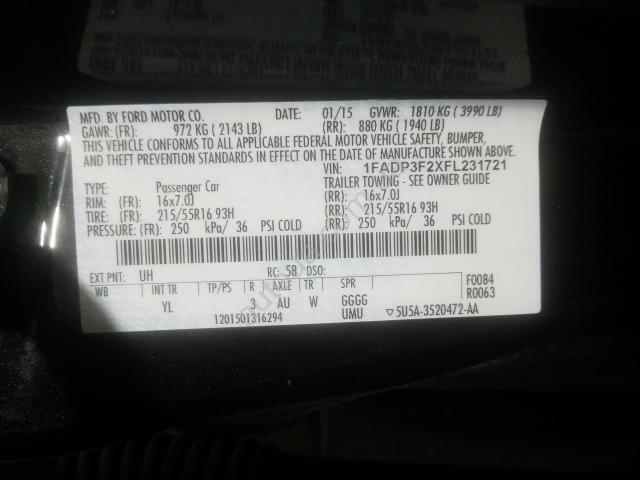 MFD. BY FORD MOTOR CO. DATE: 01/15 GVWR: 1810 KG ( 3990 LB)
GAWR: (FR): 972 KG ( 2143 LB) (RR): 880 KG ( 1940 LB)
THIS VEHICLE CONFORMS TO ALL APPLICABLE FEDERAL MOTOR VEHICLE SAFETY, BUMPER,
AND THEFT PREVENTION STANDARDS IN EFFECT ON THE DATE OF MANUFACTURE SHOWN ABOVE.
VIN: 1FADP3F2XFL231721
TYPE: Passenger Car TRAILER TOWING - SEE OWNER GUIDE
RIM: (FR): 16x7.0J (RR): 16x7.0J
TIRE: (FR): 215/55R16 93H (RR): 215/55R16 93H
PRESSURE: (FR): 250 kPa/ 36 PSI COLD (RR): 250 kPa/ 36 PSI COLD
EXT PNT: UH RC: 58 DSO: F0084
WB INT TR TP/PS R AXLE TR SPR R0063
YL 3 AU W GGGG
1201501316294 UMU ▽5U5A-3520472-AA